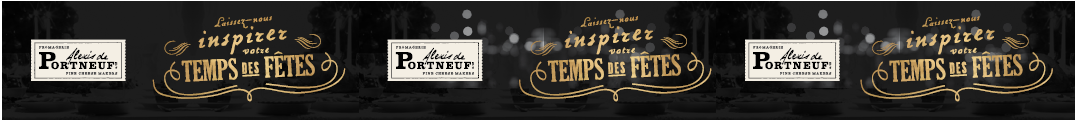 FROMAGERIE
Alexis de
PORTNEUF!
FINE CHEESE MAKERS
Laissez-nous
inspirer
votre
TEMPS DES FÊTES
FROMAGERIE
Alexis de
PORTNEUF!
FINE CHEESE MAKERS
Laissez-nous
inspirer
votre
TEMPS DES FÊTES
FROMAGERIE
Alexis de
PORTNEUF!
FINE CHEESE MAKERS
Laissez-nous
inspirer
votre
TEMPS DES FÊTES